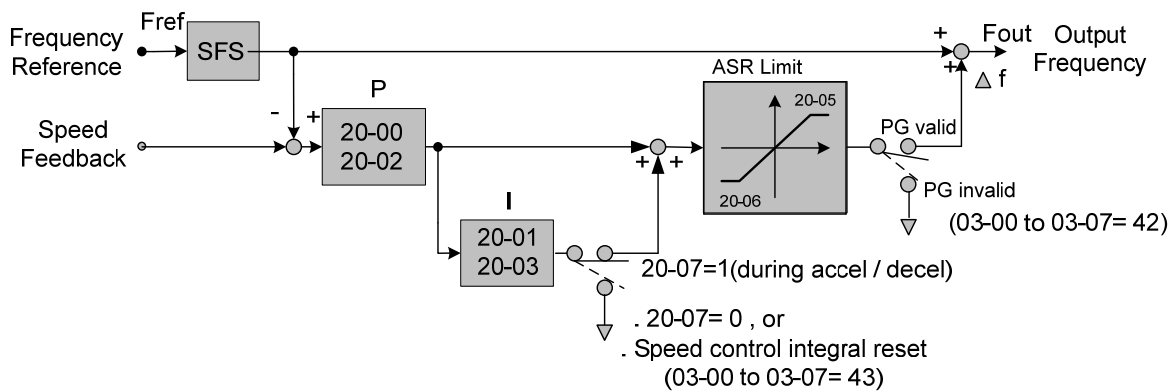 Fref
Frequency
Reference
SFS
+
Fout
Output
Frequency
+
Δ f
ASR Limit
P
-
+
20-00
20-02
Speed
Feedback
+
+
20-05
20-06
PG valid
PG invalid
(03-00 to 03-07= 42)
I
20-01
20-03
20-07=1(during accel / decel)
. 20-07= 0 , or
. Speed control integral reset
(03-00 to 03-07= 43)